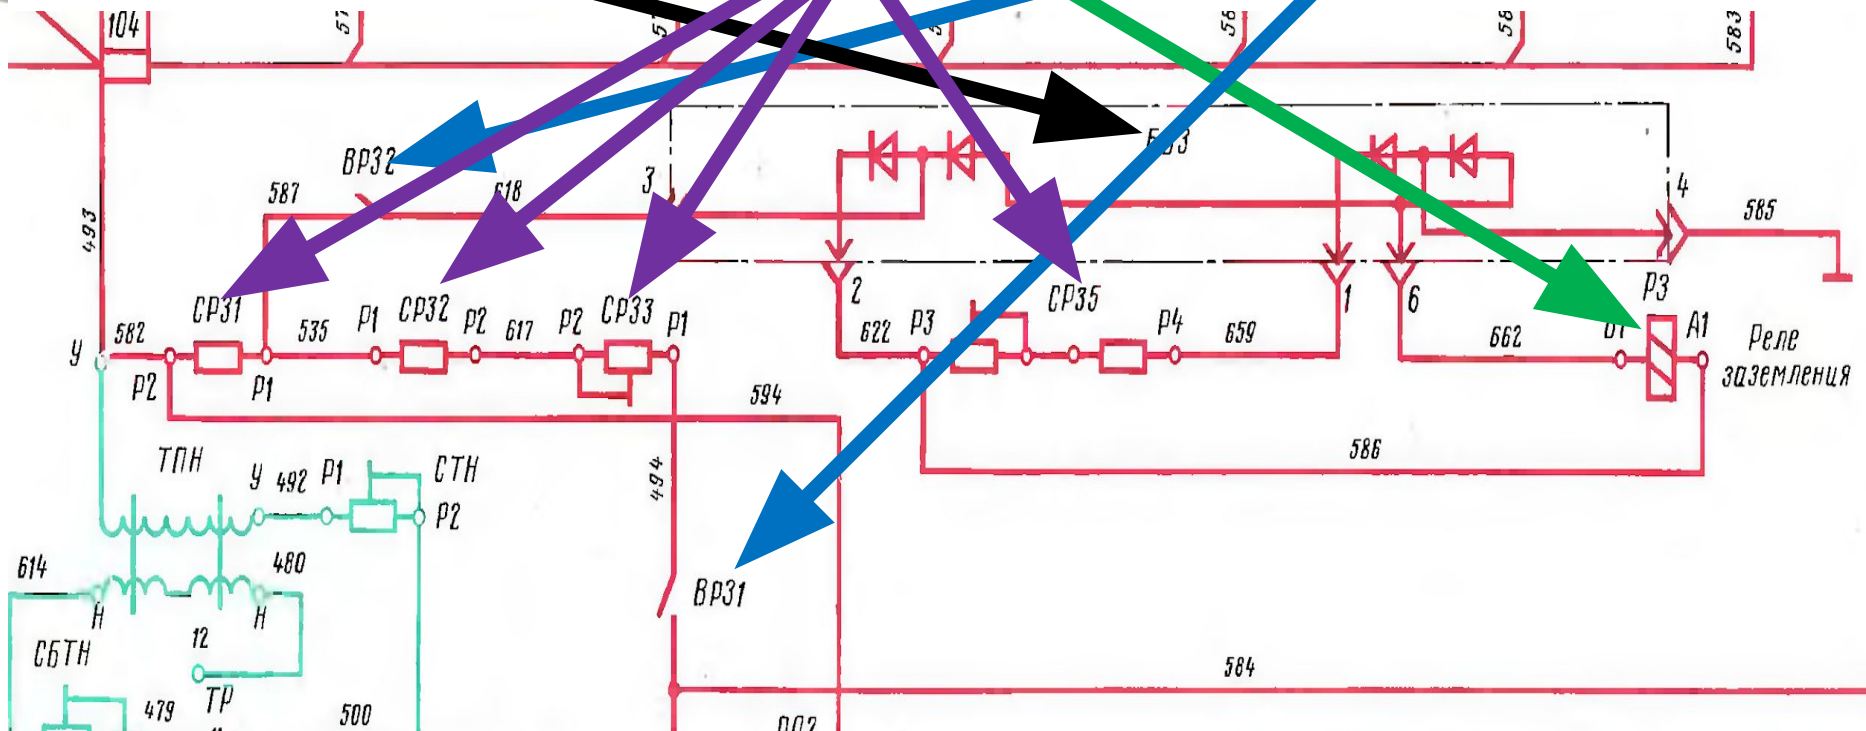 104
583
493
ВР32
587
618
3
4
585
СР31
СР32
СР33
2
СР35
1
6
Р3
У
582
Р2
Р1
535
Р1
Р2
617
Р2
Р1
622
Р3
Р4
659
662
А1
Реле
заземления
594
586
ТПН
У
492
Р1
СТН
Р2
494
614
Н
480
Н
12
ВР31
СБТН
ТР
479
500
584